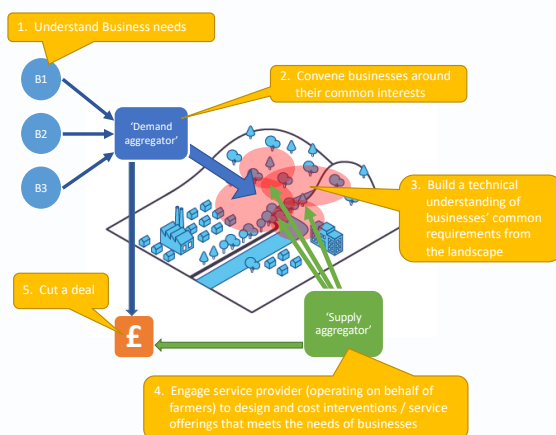 1. Understand Business needs
B1
B2
B3
2. Convene businesses around
their common interests
‘Demand
aggregator’
3. Build a technical
understanding of
businesses’ common
requirements from
the landscape
5. Cut a deal
£
‘Supply
aggregator’
4. Engage service provider (operating on behalf of
farmers) to design and cost interventions / service
offerings that meets the needs of businesses